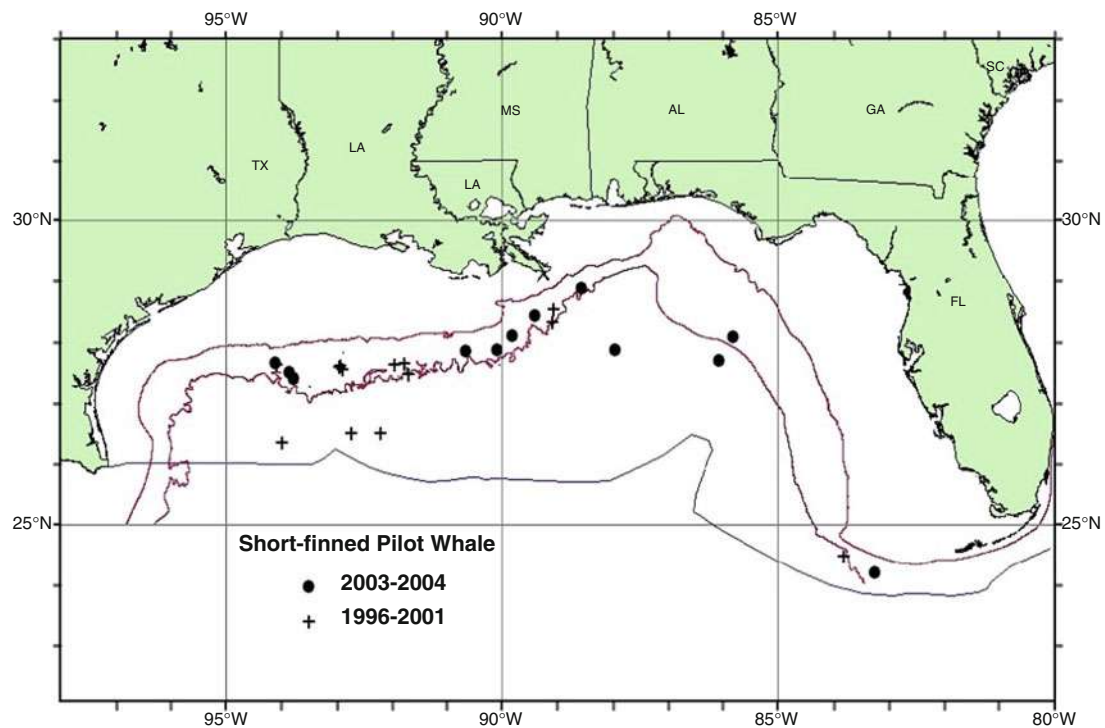 95°W 90°W 85°W
SC
MS AL GA
LA
TX
LA
30°N 30°N
FL
25°N 25°N
Short-finned Pilot Whale
2003-2004
1996-2001
95°W 90°W 85°W 80°W